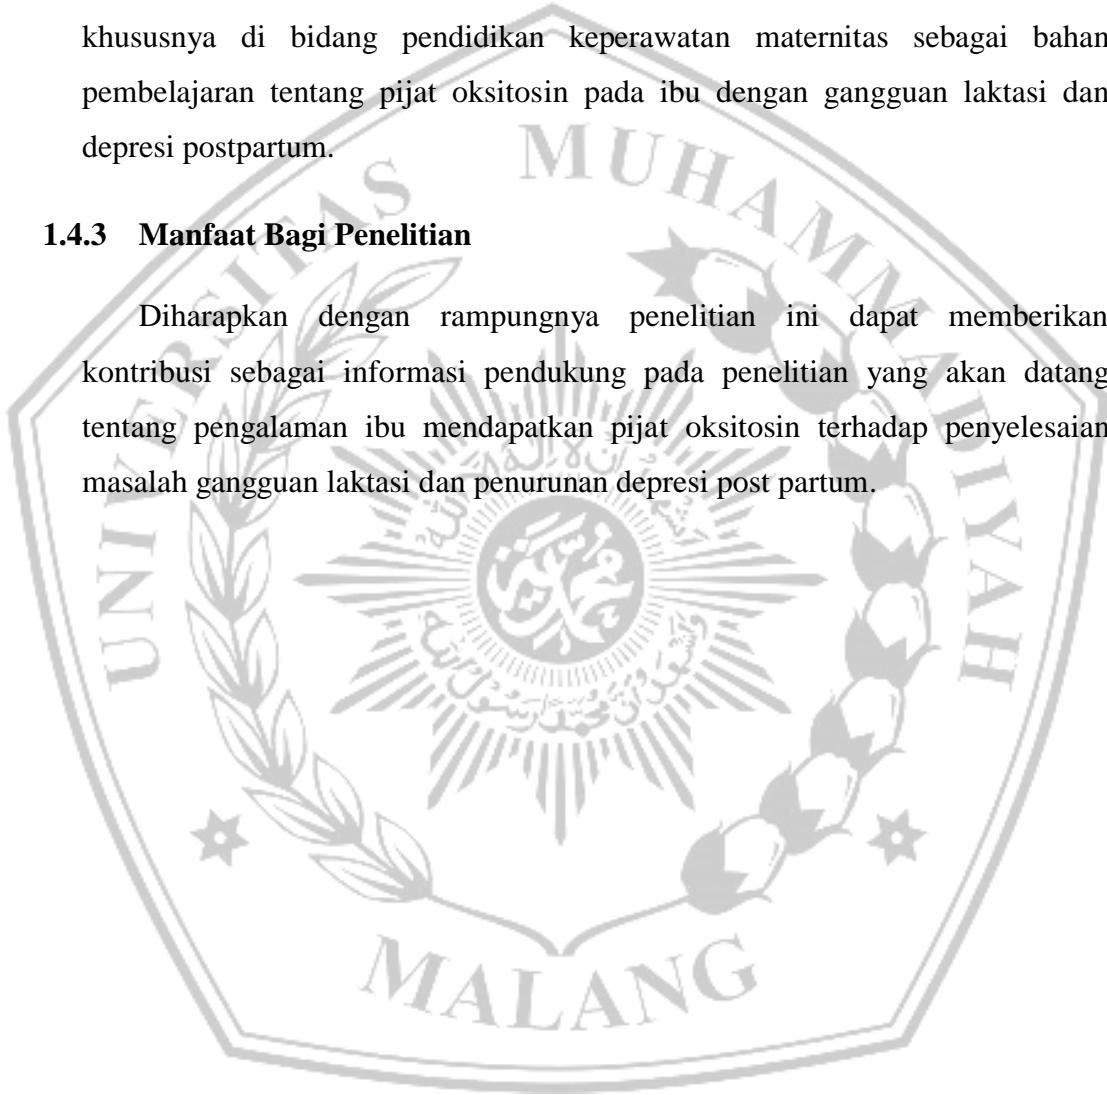 khususnya di bidang pendidikan keperawatan maternitas sebagai bahan
pembelajaran tentang pijat oksitosin pada ibu dengan gangguan laktasi dan
depresi postpartum.
1.4.3 Manfaat Bagi Penelitian
Diharapkan dengan rampungnya penelitian ini dapat memberikan
kontribusi sebagai informasi pendukung pada penelitian yang akan datang
tentang pengalaman ibu mendapatkan pijat oksitosin terhadap penyelesaian
masalah gangguan laktasi dan penurunan depresi post partum.
UNIVERSITAS MUHAMMADIYAH
MALANG